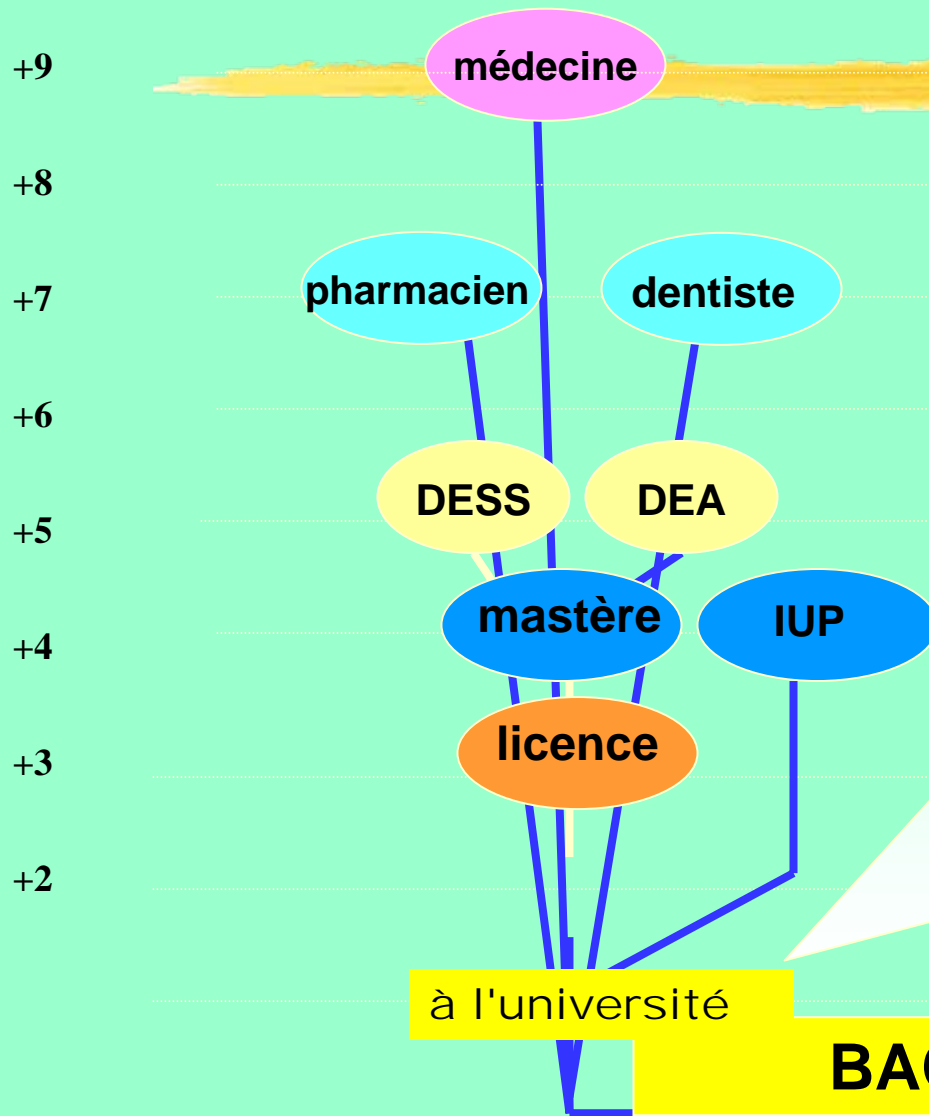 +9
médecine
+8
+7
pharmacien
dentiste
+6
DESS
DEA
+5
mastère
IUP
+4
licence
+3
+2
à l'université